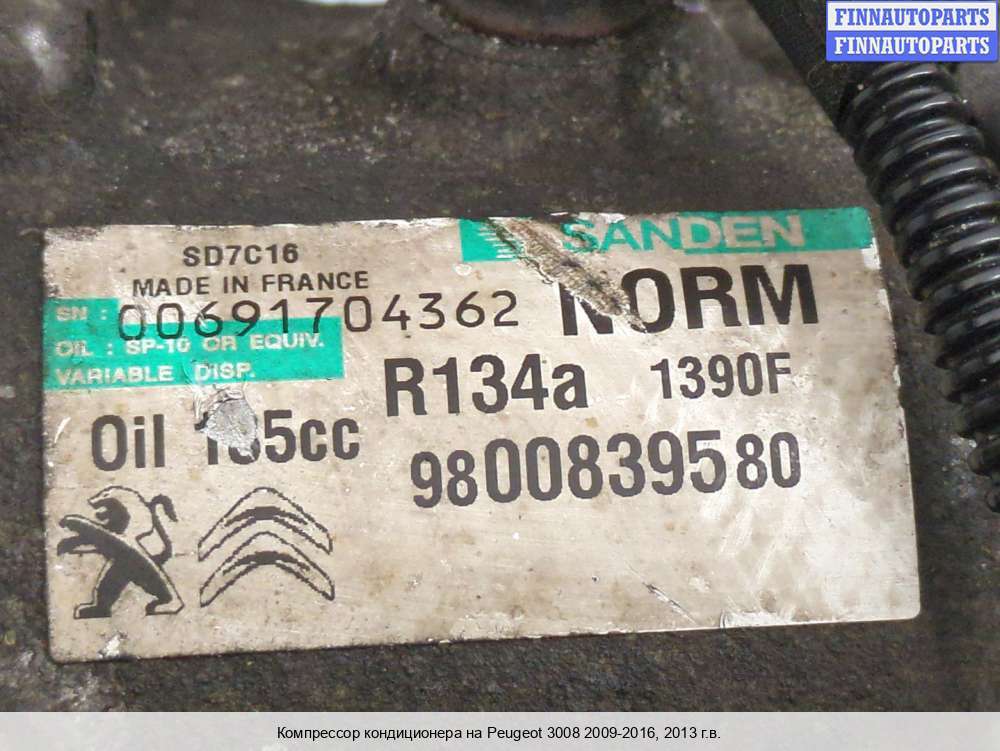 FINNAUTOPARTS
FINNAUTOPARTS
SANDEN
SD7C16
MADE IN FRANCE
NORM
SN : 00691704362
OIL : SP-10 OR EQUIV.
VARIABLE DISP.
R134a 1390F
Oil 135cc
9800839580
Компрессор кондиционера на Peugeot 3008 2009-2016, 2013 г.в.